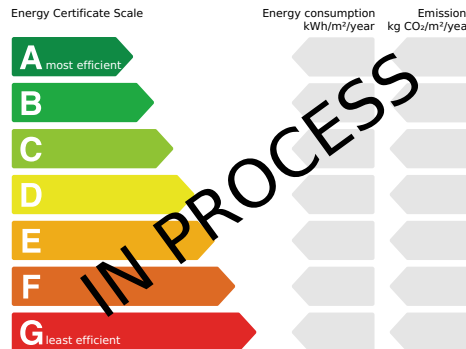 Energy Certificate Scale
Energy consumption
kWh/m²/year
Emission
kg CO₂/m²/year
A most efficient
B
C
D
E
F
G least efficient
IN PROCESS